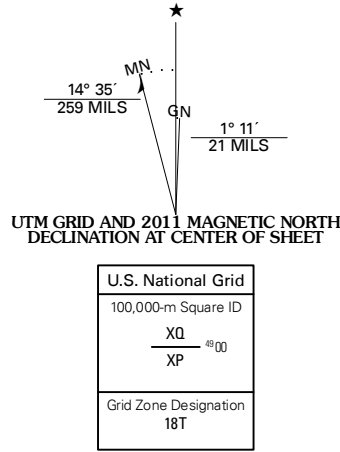 ★
MN
14° 35´
259 MILS
GN
1° 11´
21 MILS
UTM GRID AND 2011 MAGNETIC NORTH
DECLINATION AT CENTER OF SHEET
U.S. National Grid
100,000-m Square ID
XQ
4900
XP
Grid Zone Designation
18T